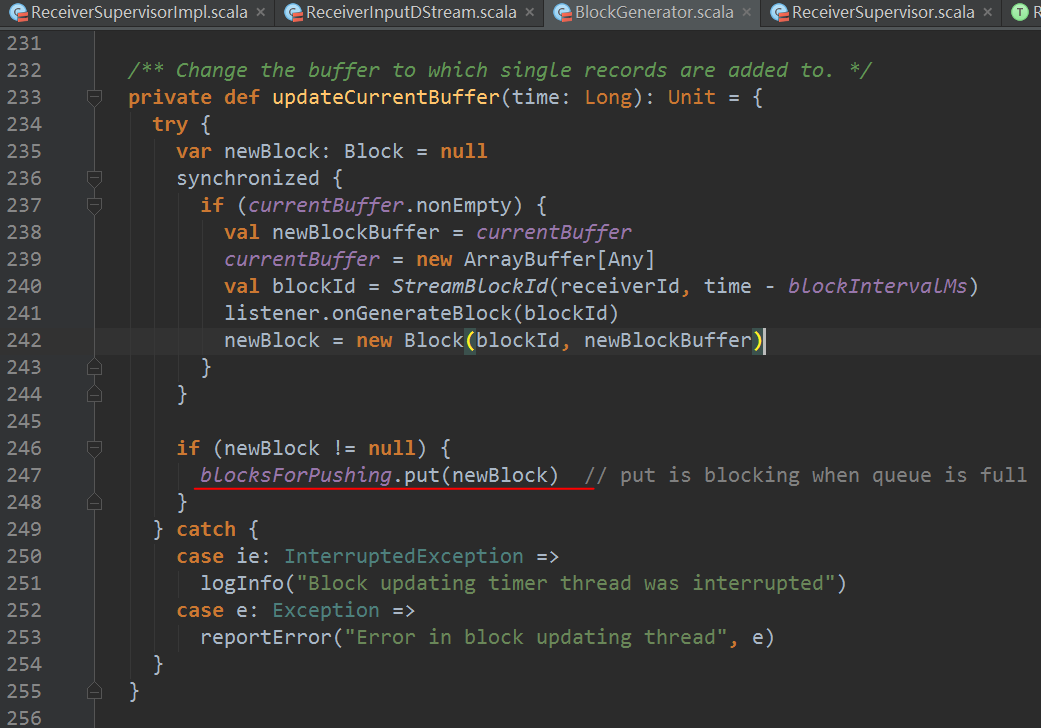 ReceiverSupervisorImpl.scala × ReceiverInputDStream.scala × BlockGenerator.scala × ReceiverSupervisor.scala × R
231
232 /** Change the buffer to which single records are added to. */
233 private def updateCurrentBuffer(time: Long): Unit = {
234 try {
235 var newBlock: Block = null
236 synchronized {
237 if (currentBuffer.nonEmpty) {
238 val newBlockBuffer = currentBuffer
239 currentBuffer = new ArrayBuffer[Any]
240 val blockId = StreamBlockId(receiverId, time - blockIntervalMs)
241 listener.onGenerateBlock(blockId)
242 newBlock = new Block(blockId, newBlockBuffer)
243 }
244 }
245
246 if (newBlock != null) {
247 blocksForPushing.put(newBlock) // put is blocking when queue is full
248 }
249 } catch {
250 case ie: InterruptedException =>
251 logInfo("Block updating timer thread was interrupted")
252 case e: Exception =>
253 reportError("Error in block updating thread", e)
254 }
255 }
256